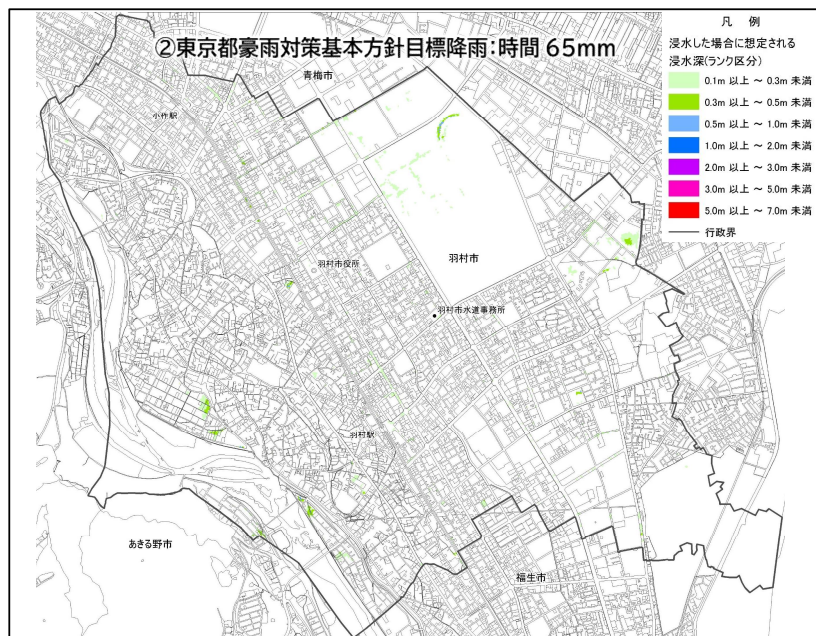 ②東京都豪雨対策基本方針目標降雨:時間 65mm
凡 例
浸水した場合に想定される
浸水深(ランク区分)
0.1m 以上 ~ 0.3m 未満
0.3m 以上 ~ 0.5m 未満
0.5m 以上 ~ 1.0m 未満
1.0m 以上 ~ 2.0m 未満
2.0m 以上 ~ 3.0m 未満
3.0m 以上 ~ 5.0m 未満
5.0m 以上 ~ 7.0m 未満
行政界
青梅市
小作駅
羽村市
羽村市役所
羽村市水道事務所
羽村駅
あきる野市
福生市